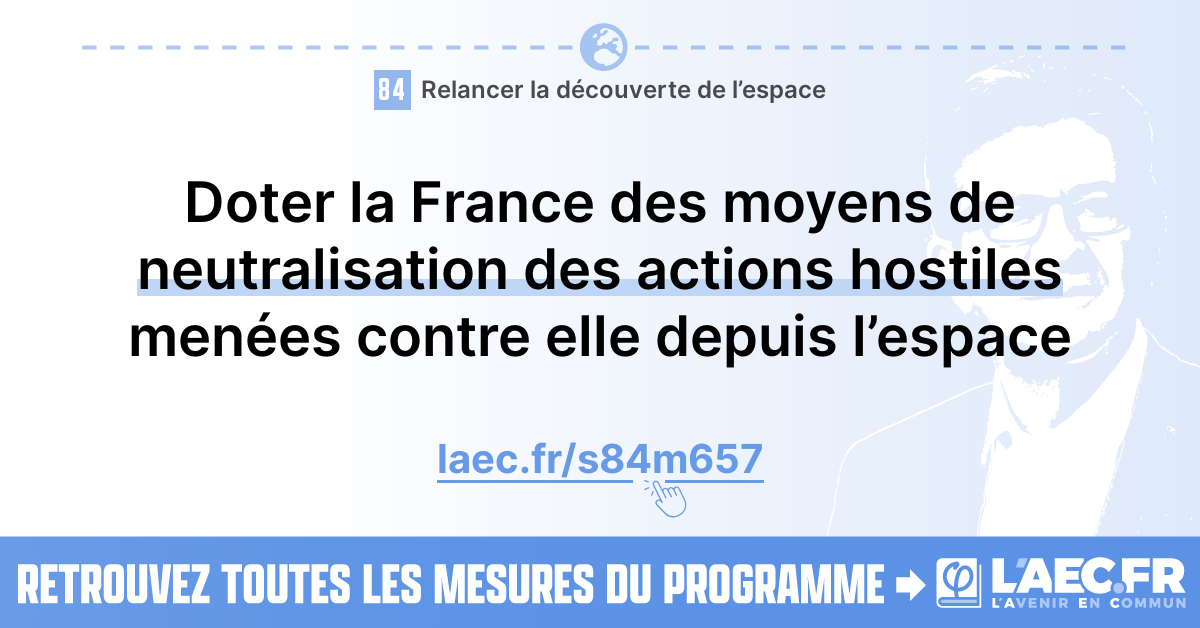 84 Relancer la découverte de l’espace
Doter la France des moyens de
neutralisation des actions hostiles
menées contre elle depuis l’espace
laec.fr/s84m657
RETROUVEZ TOUTES LES MESURES DU PROGRAMME
L'AEC.FR
L'AVENIR EN COMMUN